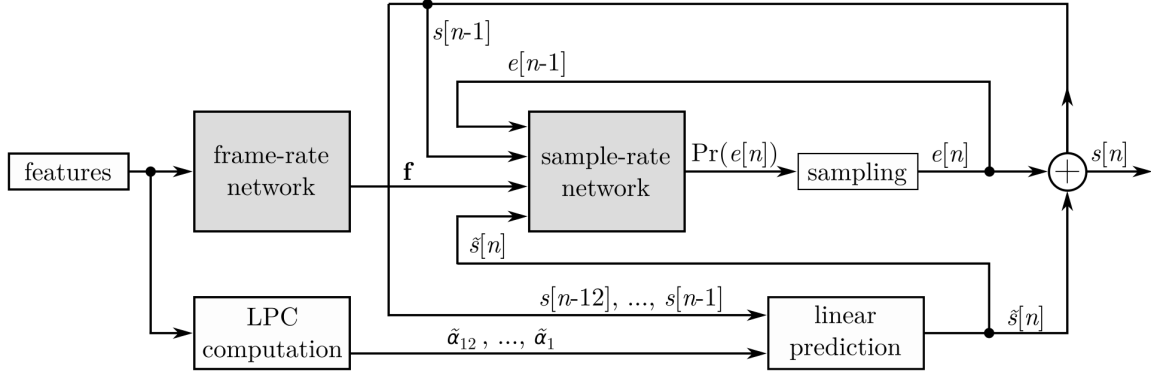 s[n-1]
e[n-1]
features
frame-rate
network
f
sample-rate
network
Pr(e[n])
sampling
e[n]
+
s[n]
s̃[n]
LPC
computation
s[n-12], ..., s[n-1]
α̃₁₂ , ..., α̃₁
linear
prediction
s̃[n]